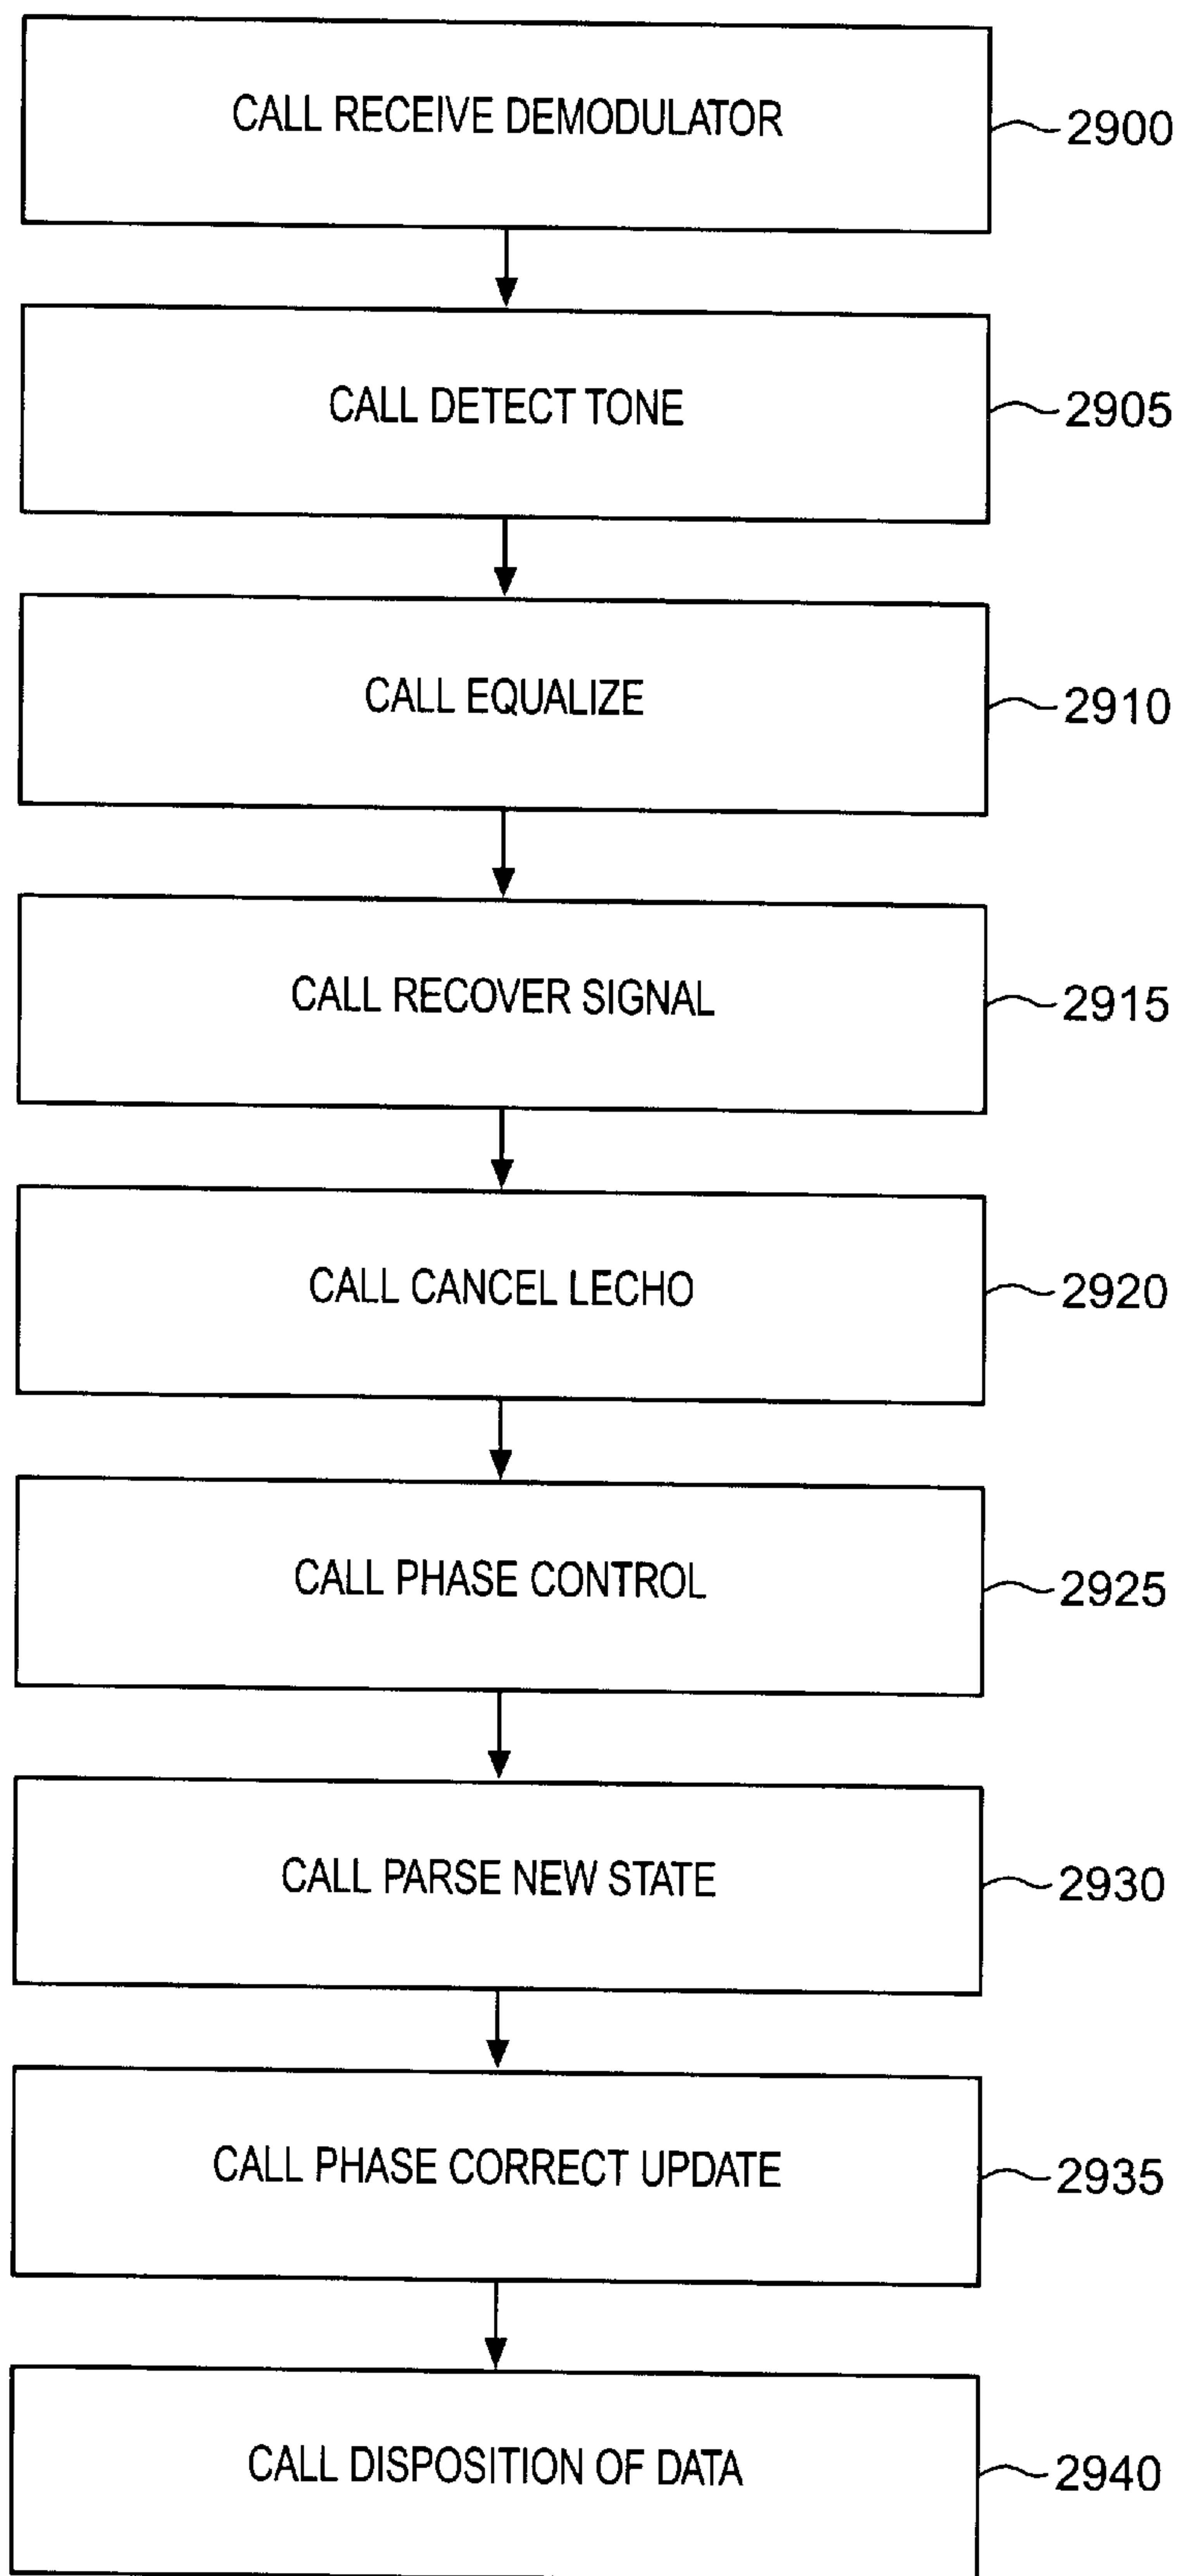 CALL RECEIVE DEMODULATOR
2900
CALL DETECT TONE
2905
CALL EQUALIZE
2910
CALL RECOVER SIGNAL
2915
CALL CANCEL LECHO
2920
CALL PHASE CONTROL
2925
CALL PARSE NEW STATE
2930
CALL PHASE CORRECT UPDATE
2935
CALL DISPOSITION OF DATA
2940